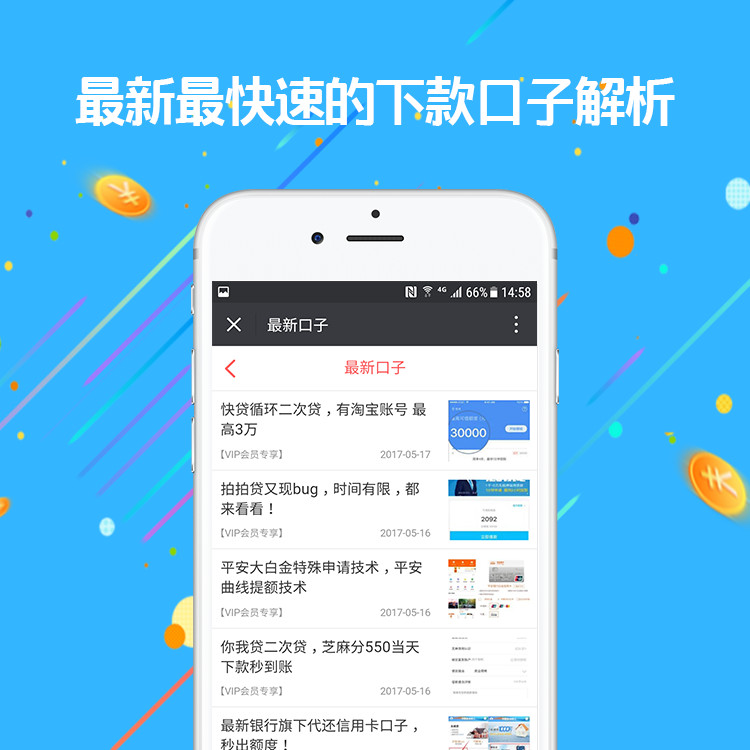 最新最快速的下款口子解析
4G 66% 14:58
最新口子
最新口子
快贷循环二次贷，有淘宝账号 最
高3万
【VIP会员专享】 2017-05-17
30000
拍拍贷又现bug，时间有限，都
来看看！
【VIP会员专享】 2017-05-16
2092
平安大白金特殊申请技术，平安
曲线提额技术
【VIP会员专享】 2017-05-16
你我贷二次贷，芝麻分550当天
下款秒到账
【VIP会员专享】 2017-05-16
最新银行旗下代还信用卡口子，
秒出额度！